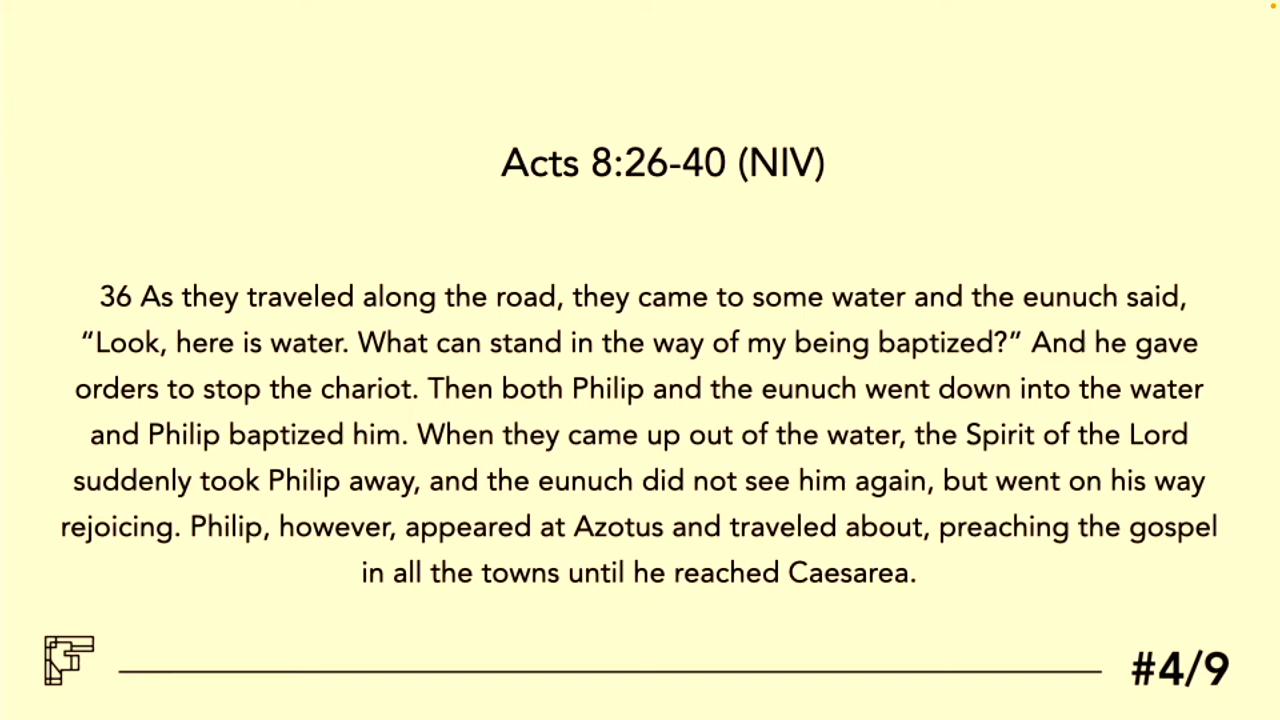 Acts 8:26-40 (NIV)
36 As they traveled along the road, they came to some water and the eunuch said,
“Look, here is water. What can stand in the way of my being baptized?” And he gave
orders to stop the chariot. Then both Philip and the eunuch went down into the water
and Philip baptized him. When they came up out of the water, the Spirit of the Lord
suddenly took Philip away, and the eunuch did not see him again, but went on his way
rejoicing. Philip, however, appeared at Azotus and traveled about, preaching the gospel
in all the towns until he reached Caesarea.
#4/9